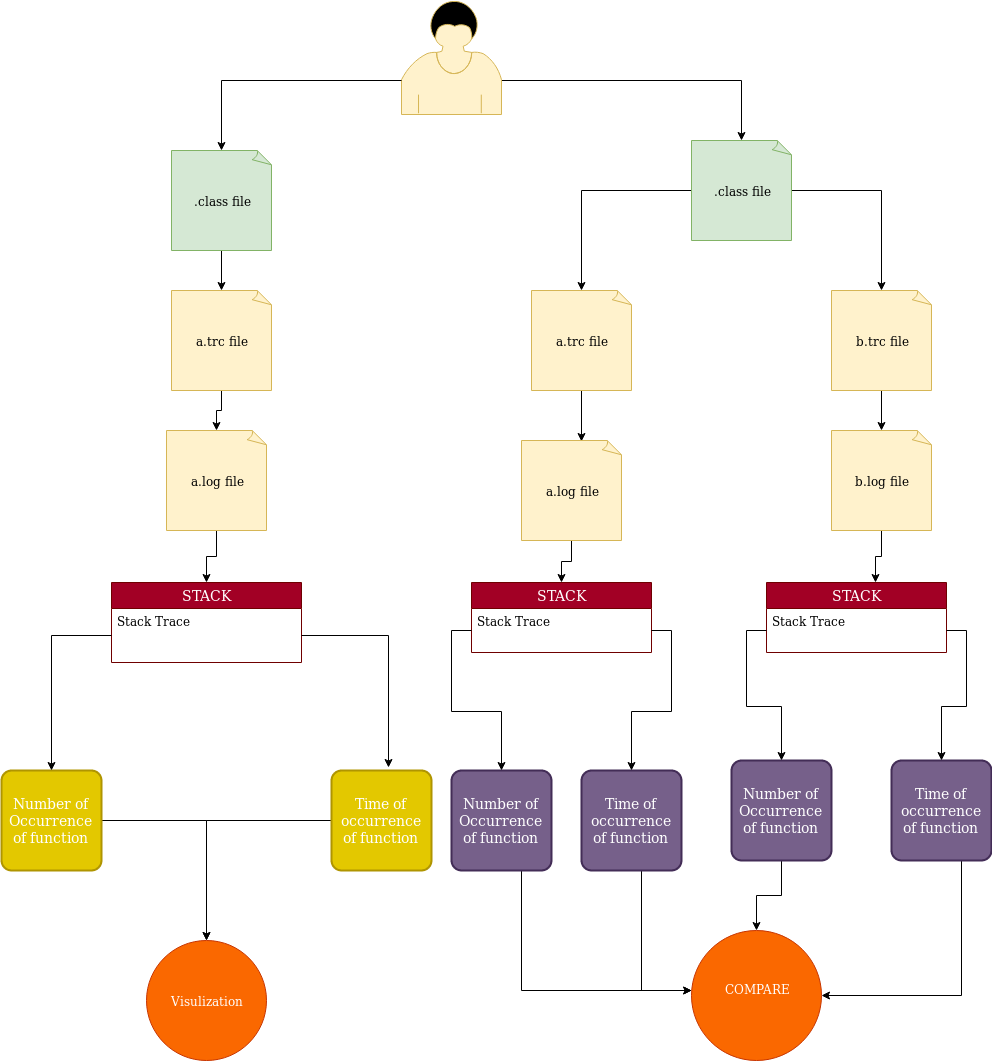 .class file
.class file
a.trc file
a.trc file
b.trc file
a.log file
a.log file
b.log file
STACK
Stack Trace
STACK
Stack Trace
STACK
Stack Trace
Number of
Occurrence
of function
Time of
occurrence
of function
Number of
Occurrence
of function
Time of
occurrence
of function
Number of
Occurrence
of function
Time of
occurrence
of function
Visulization
COMPARE